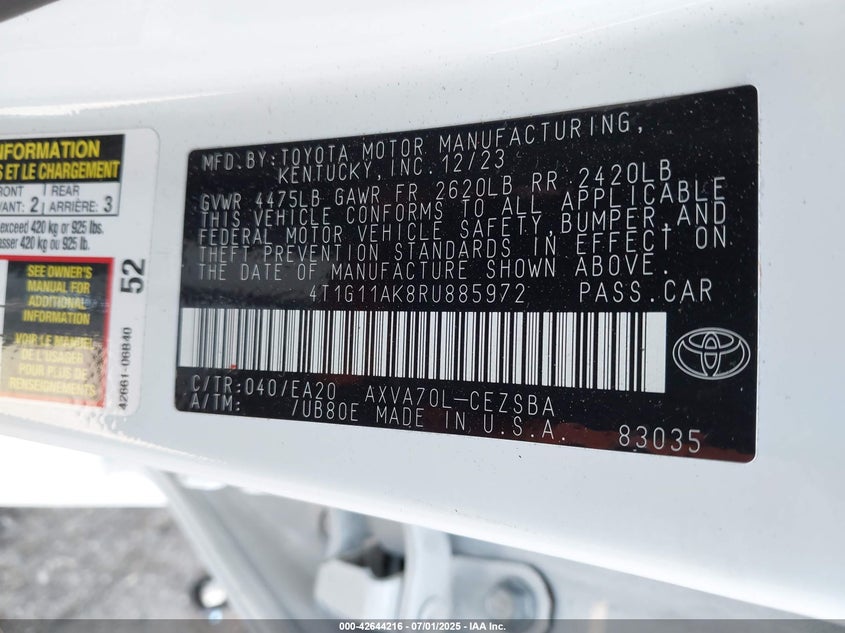 INFORMATION
S ET LE CHARGEMENT
RONT REAR
VANT: 2 ARRIÈRE: 3
exceed 420 kg or 925 lbs.
passer 420 kg ou 925 lb.
SEE OWNER'S
MANUAL FOR
ADDITIONAL
INFORMATION
VOIR LE MANUEL
DE L'USAGER
POUR PLUS DE
RENSEIGNEMENTS
52
42661-06840
MFD. BY: TOYOTA MOTOR MANUFACTURING,
KENTUCKY, INC. 12/23
GVWR 4475LB GAWR FR 2620LB RR 2420LB
THIS VEHICLE CONFORMS TO ALL APPLICABLE
FEDERAL MOTOR VEHICLE SAFETY, BUMPER, AND
THEFT PREVENTION STANDARDS IN EFFECT ON
THE DATE OF MANUFACTURE SHOWN ABOVE.
4T1G11AK8RU885972 PASS.CAR
C/TR:040/EA20 AXVA70L-CEZSBA
A/TM: /UB80E MADE IN U.S.A. 83035
000-42644216 - 07/01/2025 - IAA Inc.